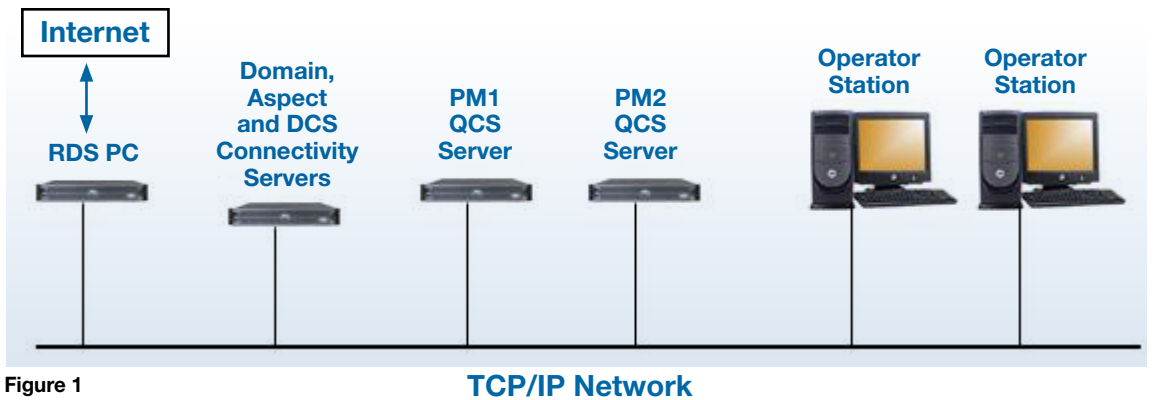 Internet
RDS PC
Domain,
Aspect
and DCS
Connectivity
Servers
PM1
QCS
Server
PM2
QCS
Server
Operator
Station
Operator
Station
Figure 1
TCP/IP Network